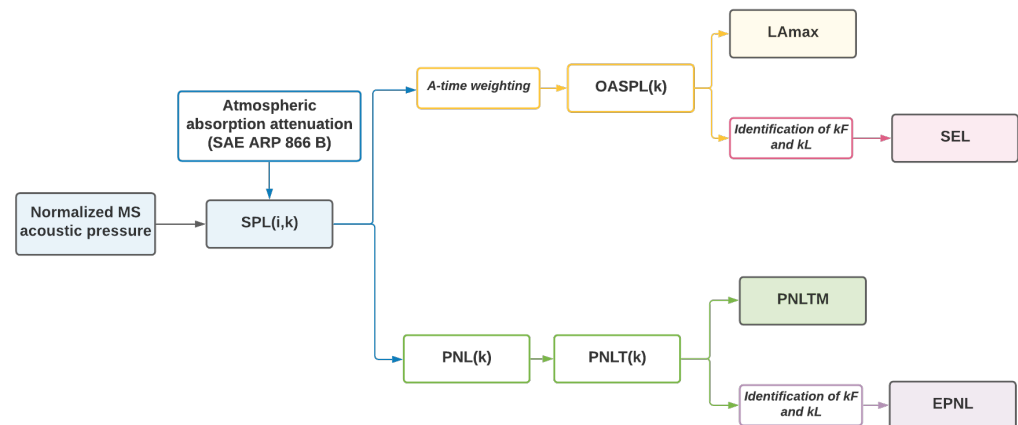 LAmax
A-time weighting
OASPL(k)
Atmospheric
absorption attenuation
(SAE ARP 866 B)
Identification of kF
and kL
SEL
Normalized MS
acoustic pressure
SPL(i,k)
PNLTM
PNL(k)
PNLT(k)
Identification of kF
and kL
EPNL